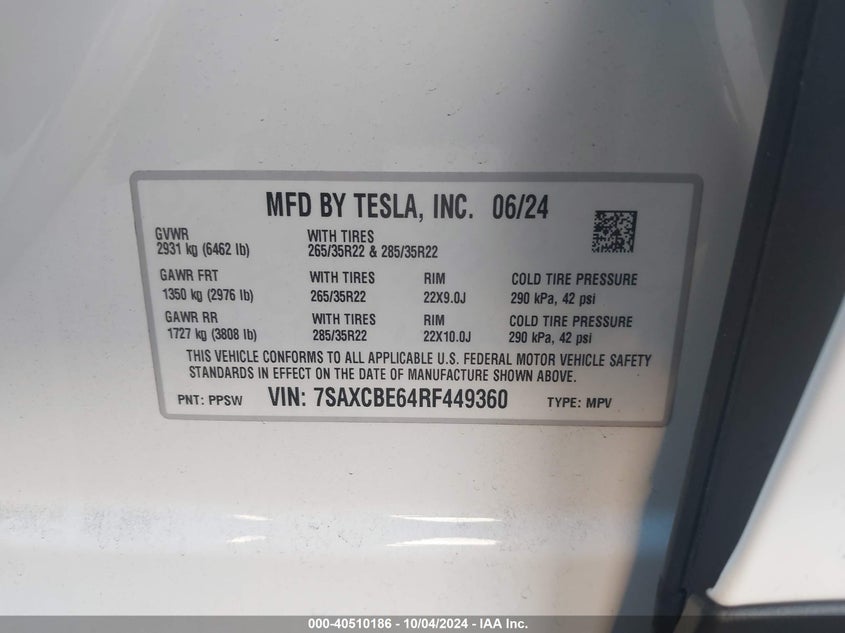 MFD BY TESLA, INC. 06/24
GVWR WITH TIRES
2931 kg (6462 lb) 265/35R22 & 285/35R22
GAWR FRT WITH TIRES RIM COLD TIRE PRESSURE
1350 kg (2976 lb) 265/35R22 22X9.0J 290 kPa, 42 psi
GAWR RR WITH TIRES RIM COLD TIRE PRESSURE
1727 kg (3808 lb) 285/35R22 22X10.0J 290 kPa, 42 psi
THIS VEHICLE CONFORMS TO ALL APPLICABLE U.S. FEDERAL MOTOR VEHICLE SAFETY
STANDARDS IN EFFECT ON THE DATE OF MANUFACTURE SHOWN ABOVE.
PNT: PPSW VIN: 7SAXCBE64RF449360 TYPE: MPV
000-40510186 - 10/04/2024 - IAA Inc.